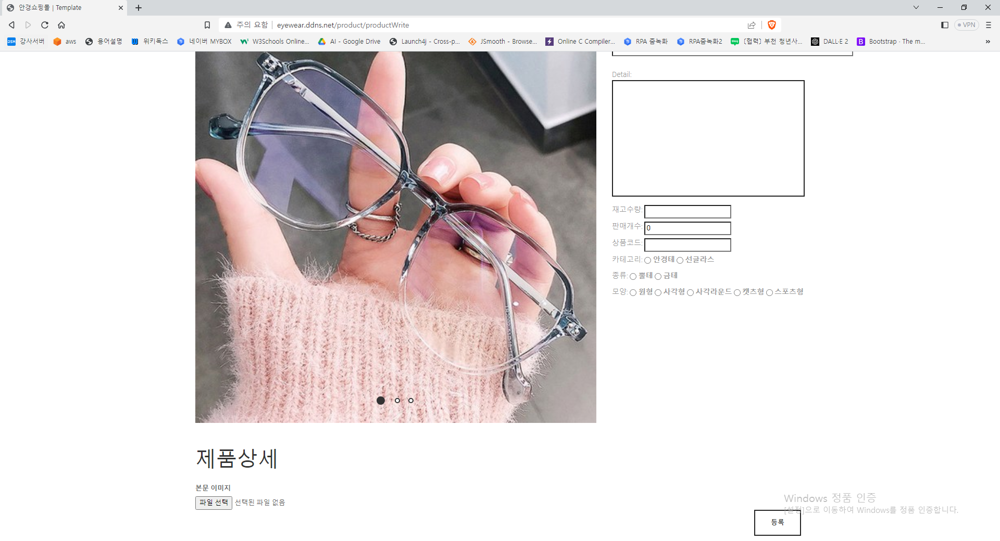 안경쇼핑몰 | Template
주의 요함 eyewear.ddns.net/product/productWrite
VPN
강사서버 aws 용어설명 위키독스 네이버 MYBOX W3Schools Online... AI - Google Drive Launch4j - Cross-p... JSmooth - Browse... Online C Compiler... RPA 줌녹화 RPA줌녹화2 (협력) 부천 청년사... DALL·E 2 Bootstrap · The m...
Detail:
재고수량:
판매개수: 0
상품코드:
카테고리: 안경테 선글라스
종류: 뿔테 금테
모양: 원형 사각형 사각라운드 캣츠형 스포츠형
제품상세
본문 이미지
파일 선택 선택된 파일 없음
Windows 정품 인증
[설정]으로 이동하여 Windows를 정품 인증합니다.
등록